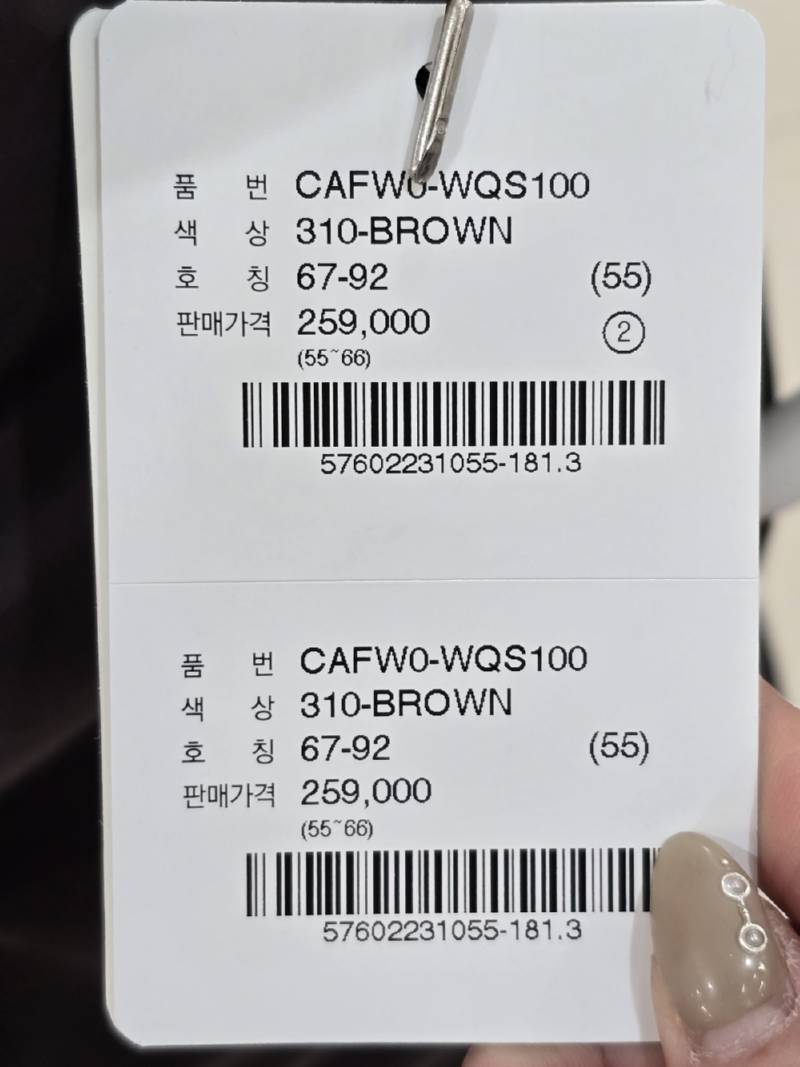 품 번 CAFW0-WQS100
색 상 310-BROWN
호 칭 67-92 (55)
판매가격 259,000 ②
(55~66)
57602231055-181.3
품 번 CAFW0-WQS100
색 상 310-BROWN
호 칭 67-92 (55)
판매가격 259,000
(55~66)
57602231055-181.3